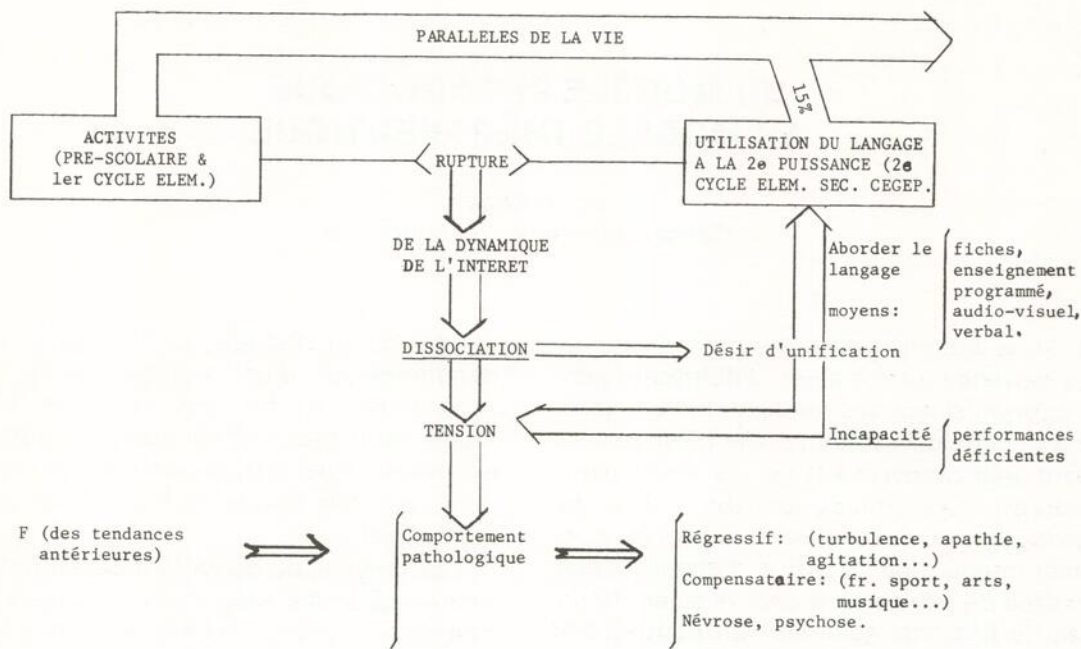 PARALLELES DE LA VIE
15%
ACTIVITES
(PRE-SCOLAIRE &
1er CYCLE ELEM.)
RUPTURE
UTILISATION DU LANGAGE
A LA 2e PUISSANCE (2e
CYCLE ELEM. SEC. CEGEP.
DE LA DYNAMIQUE
DE L'INTERET
Aborder le
langage
moyens:
fiches,
enseignement
programmé,
audio-visuel,
verbal.
DISSOCIATION
Désir d'unification
TENSION
Incapacité
performances
déficientes
F (des tendances
antérieures)
Comportement
pathologique
Régressif: (turbulence, apathie,
agitation...)
Compensataire: (fr. sport, arts,
musique...)
Névrose, psychose.